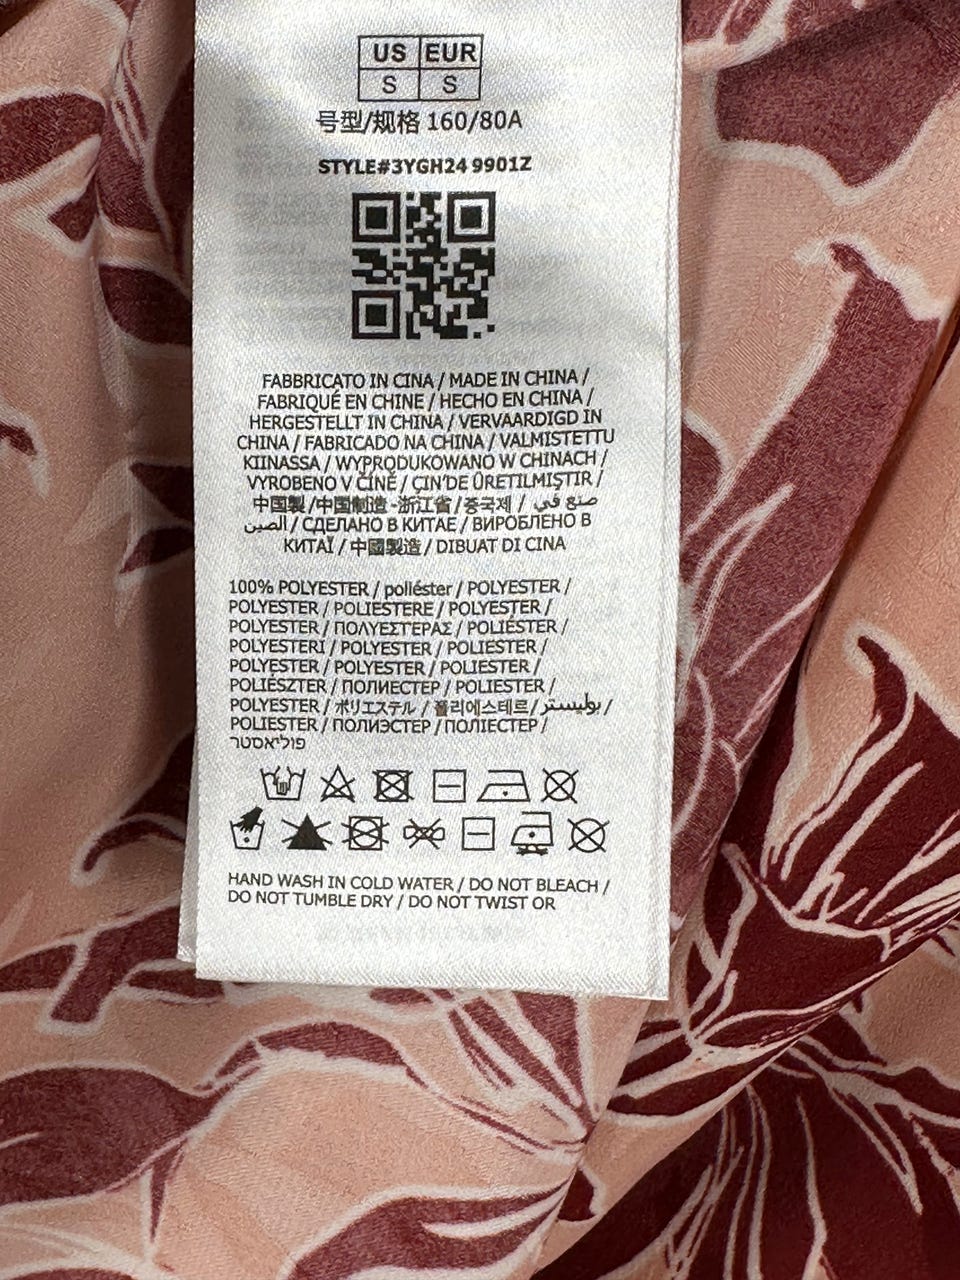 US EUR
S S
号型/规格 160/80A
STYLE#3YGH24 9901Z
FABBRICATO IN CINA / MADE IN CHINA /
FABRIQUÉ EN CHINE / HECHO EN CHINA /
HERGESTELLT IN CHINA / VERVAARDIGD IN
CHINA / FABRICADO NA CHINA / VALMISTETTU
KIINASSA / WYPRODUKOWANO W CHINACH /
VYROBENO V ČÍNĚ / ÇIN'DE ÜRETILMIŞTIR /
中国製 /中国制造 -浙江省 /중국제 / صنع في
الصين / СДЕЛАНО В КИТАЕ / ВИРОБЛЕНО В
КИТАЇ / 中國製造 / DIBUAT DI CINA
100% POLYESTER / poliéster / POLYESTER /
POLYESTER / POLIESTERE / POLYESTER /
POLYESTER / ΠΟΛΥΕΣΤΕΡΑΣ / POLIÉSTER /
POLYESTERI / POLYESTER / POLIESTER /
POLYESTER / POLYESTER / POLYESTER /
POLIÉSZTER / ПОЛИЕСТЕР / POLIESTER /
POLYESTER / ポリエステル / 폴리에스테르 / بوليستر /
POLIESTER / ПОЛИЭСТЕР / ПОЛІЕСТЕР /
פוליאסטר
HAND WASH IN COLD WATER / DO NOT BLEACH /
DO NOT TUMBLE DRY / DO NOT TWIST OR